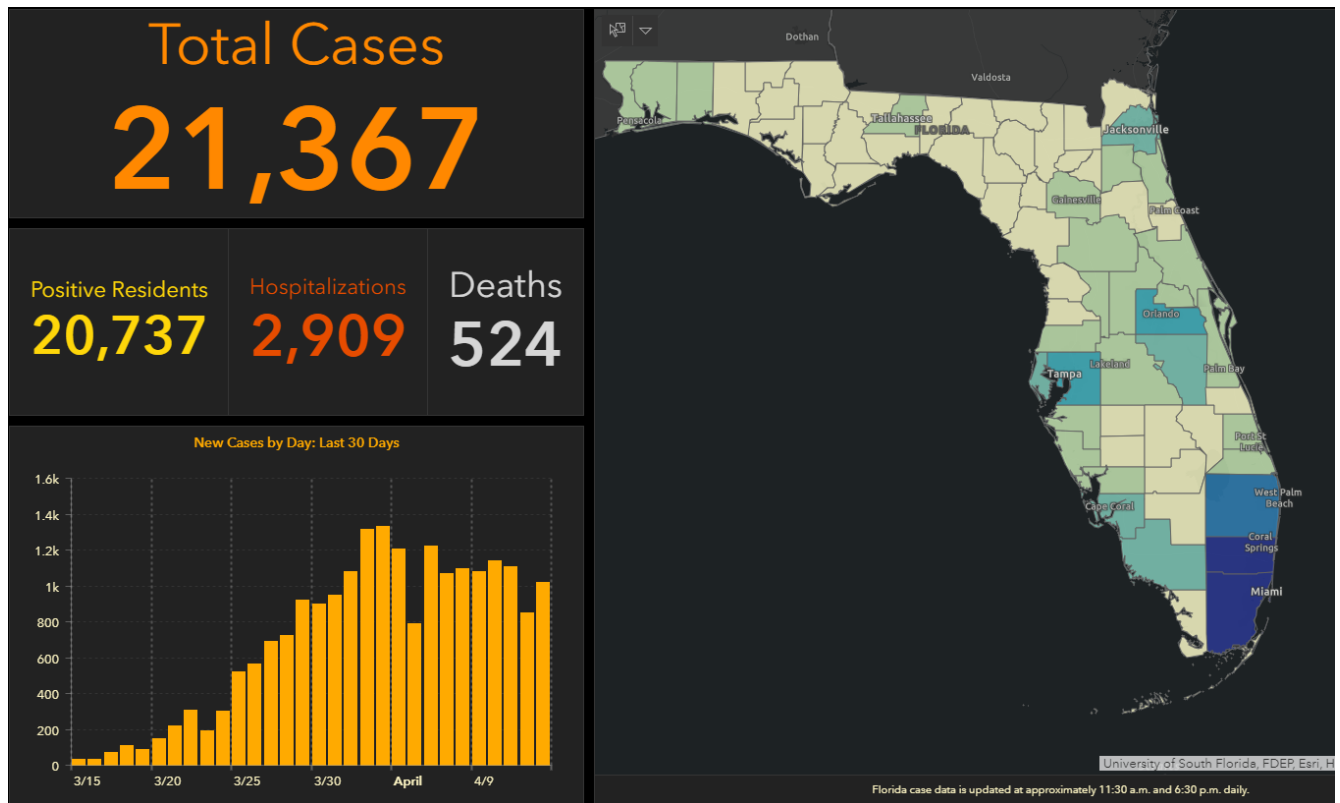 Total Cases
21,367
Positive Residents
20,737
Hospitalizations
2,909
Deaths
524
New Cases by Day: Last 30 Days
1.6k
1.4k
1.2k
1k
800
600
400
200
0
3/15
3/20
3/25
3/30
April
4/9
Dothan
Valdosta
Pensacola
Tallahassee
FLORIDA
Jacksonville
Gainesville
Palm Coast
Orlando
Tampa
Lakeland
Palm Bay
Port St
Lucie
Cape Coral
West Palm
Beach
Coral
Springs
Miami
University of South Florida, FDEP, Esri, H
Florida case data is updated at approximately 11:30 a.m. and 6:30 p.m. daily.